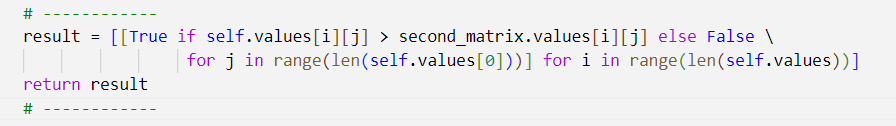 # ------------
result = [[True if self.values[i][j] > second_matrix.values[i][j] else False \
for j in range(len(self.values[0]))] for i in range(len(self.values))]
return result
# ------------